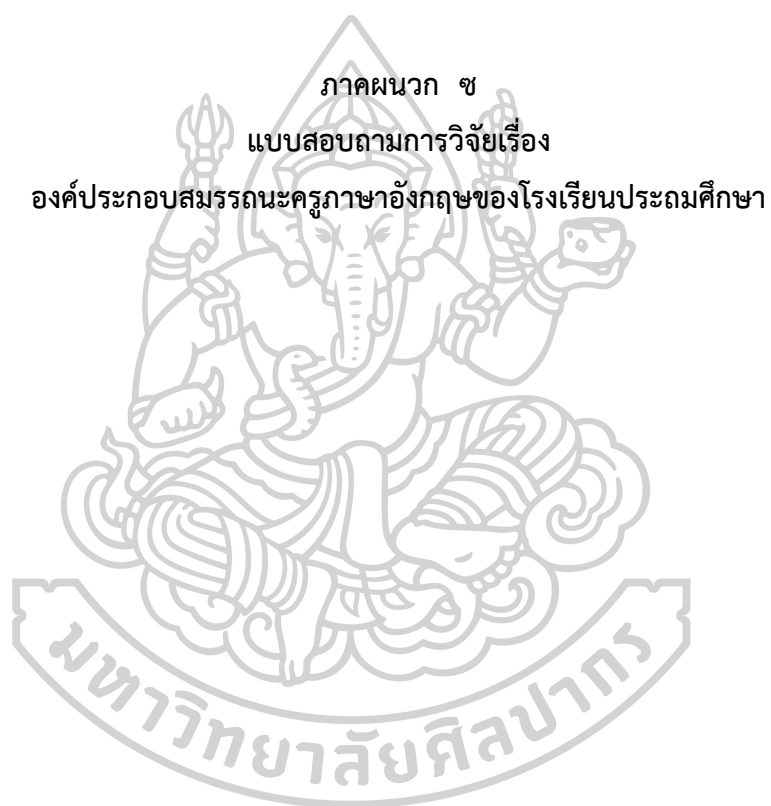 ภาคผนวก ซ
แบบสอบถามการวิจัยเรื่อง
องค์ประกอบสมรรถนะครูภาษาอังกฤษของโรงเรียนประถมศึกษา
มหาวิทยาลัยศิลปากร